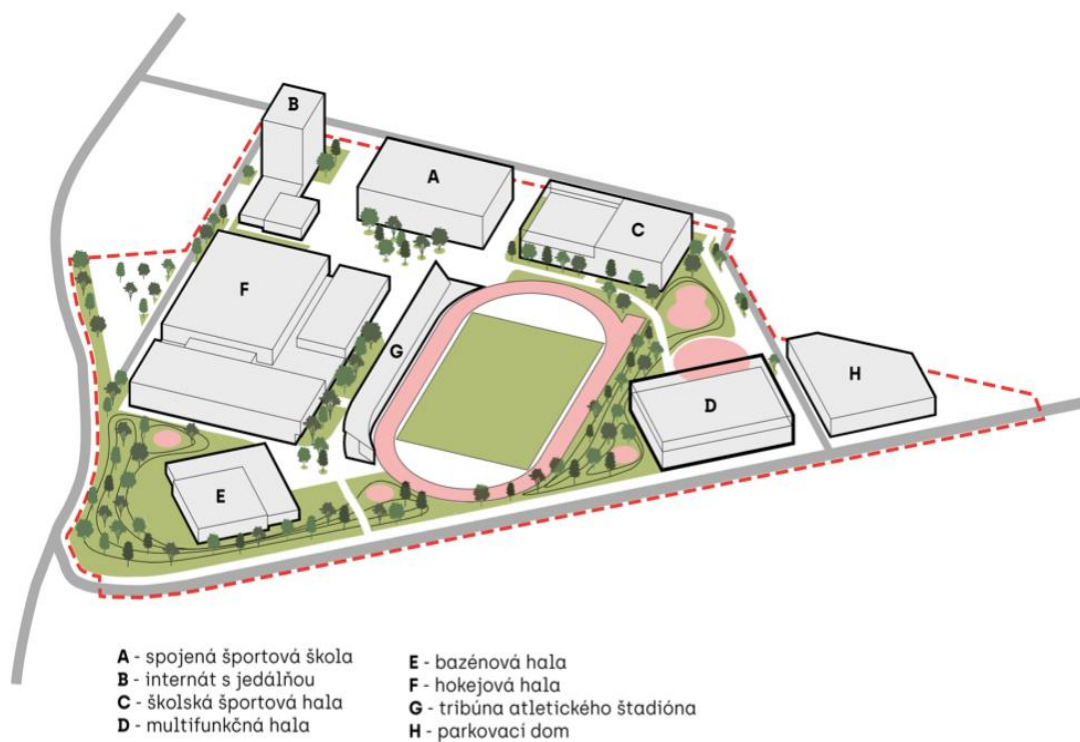 B
A
C
F
G
H
D
E
A - spojená športová škola
B - internát s jedálňou
C - školská športová hala
D - multifunkčná hala
E - bazénová hala
F - hokejová hala
G - tribúna atletického štadióna
H - parkovací dom